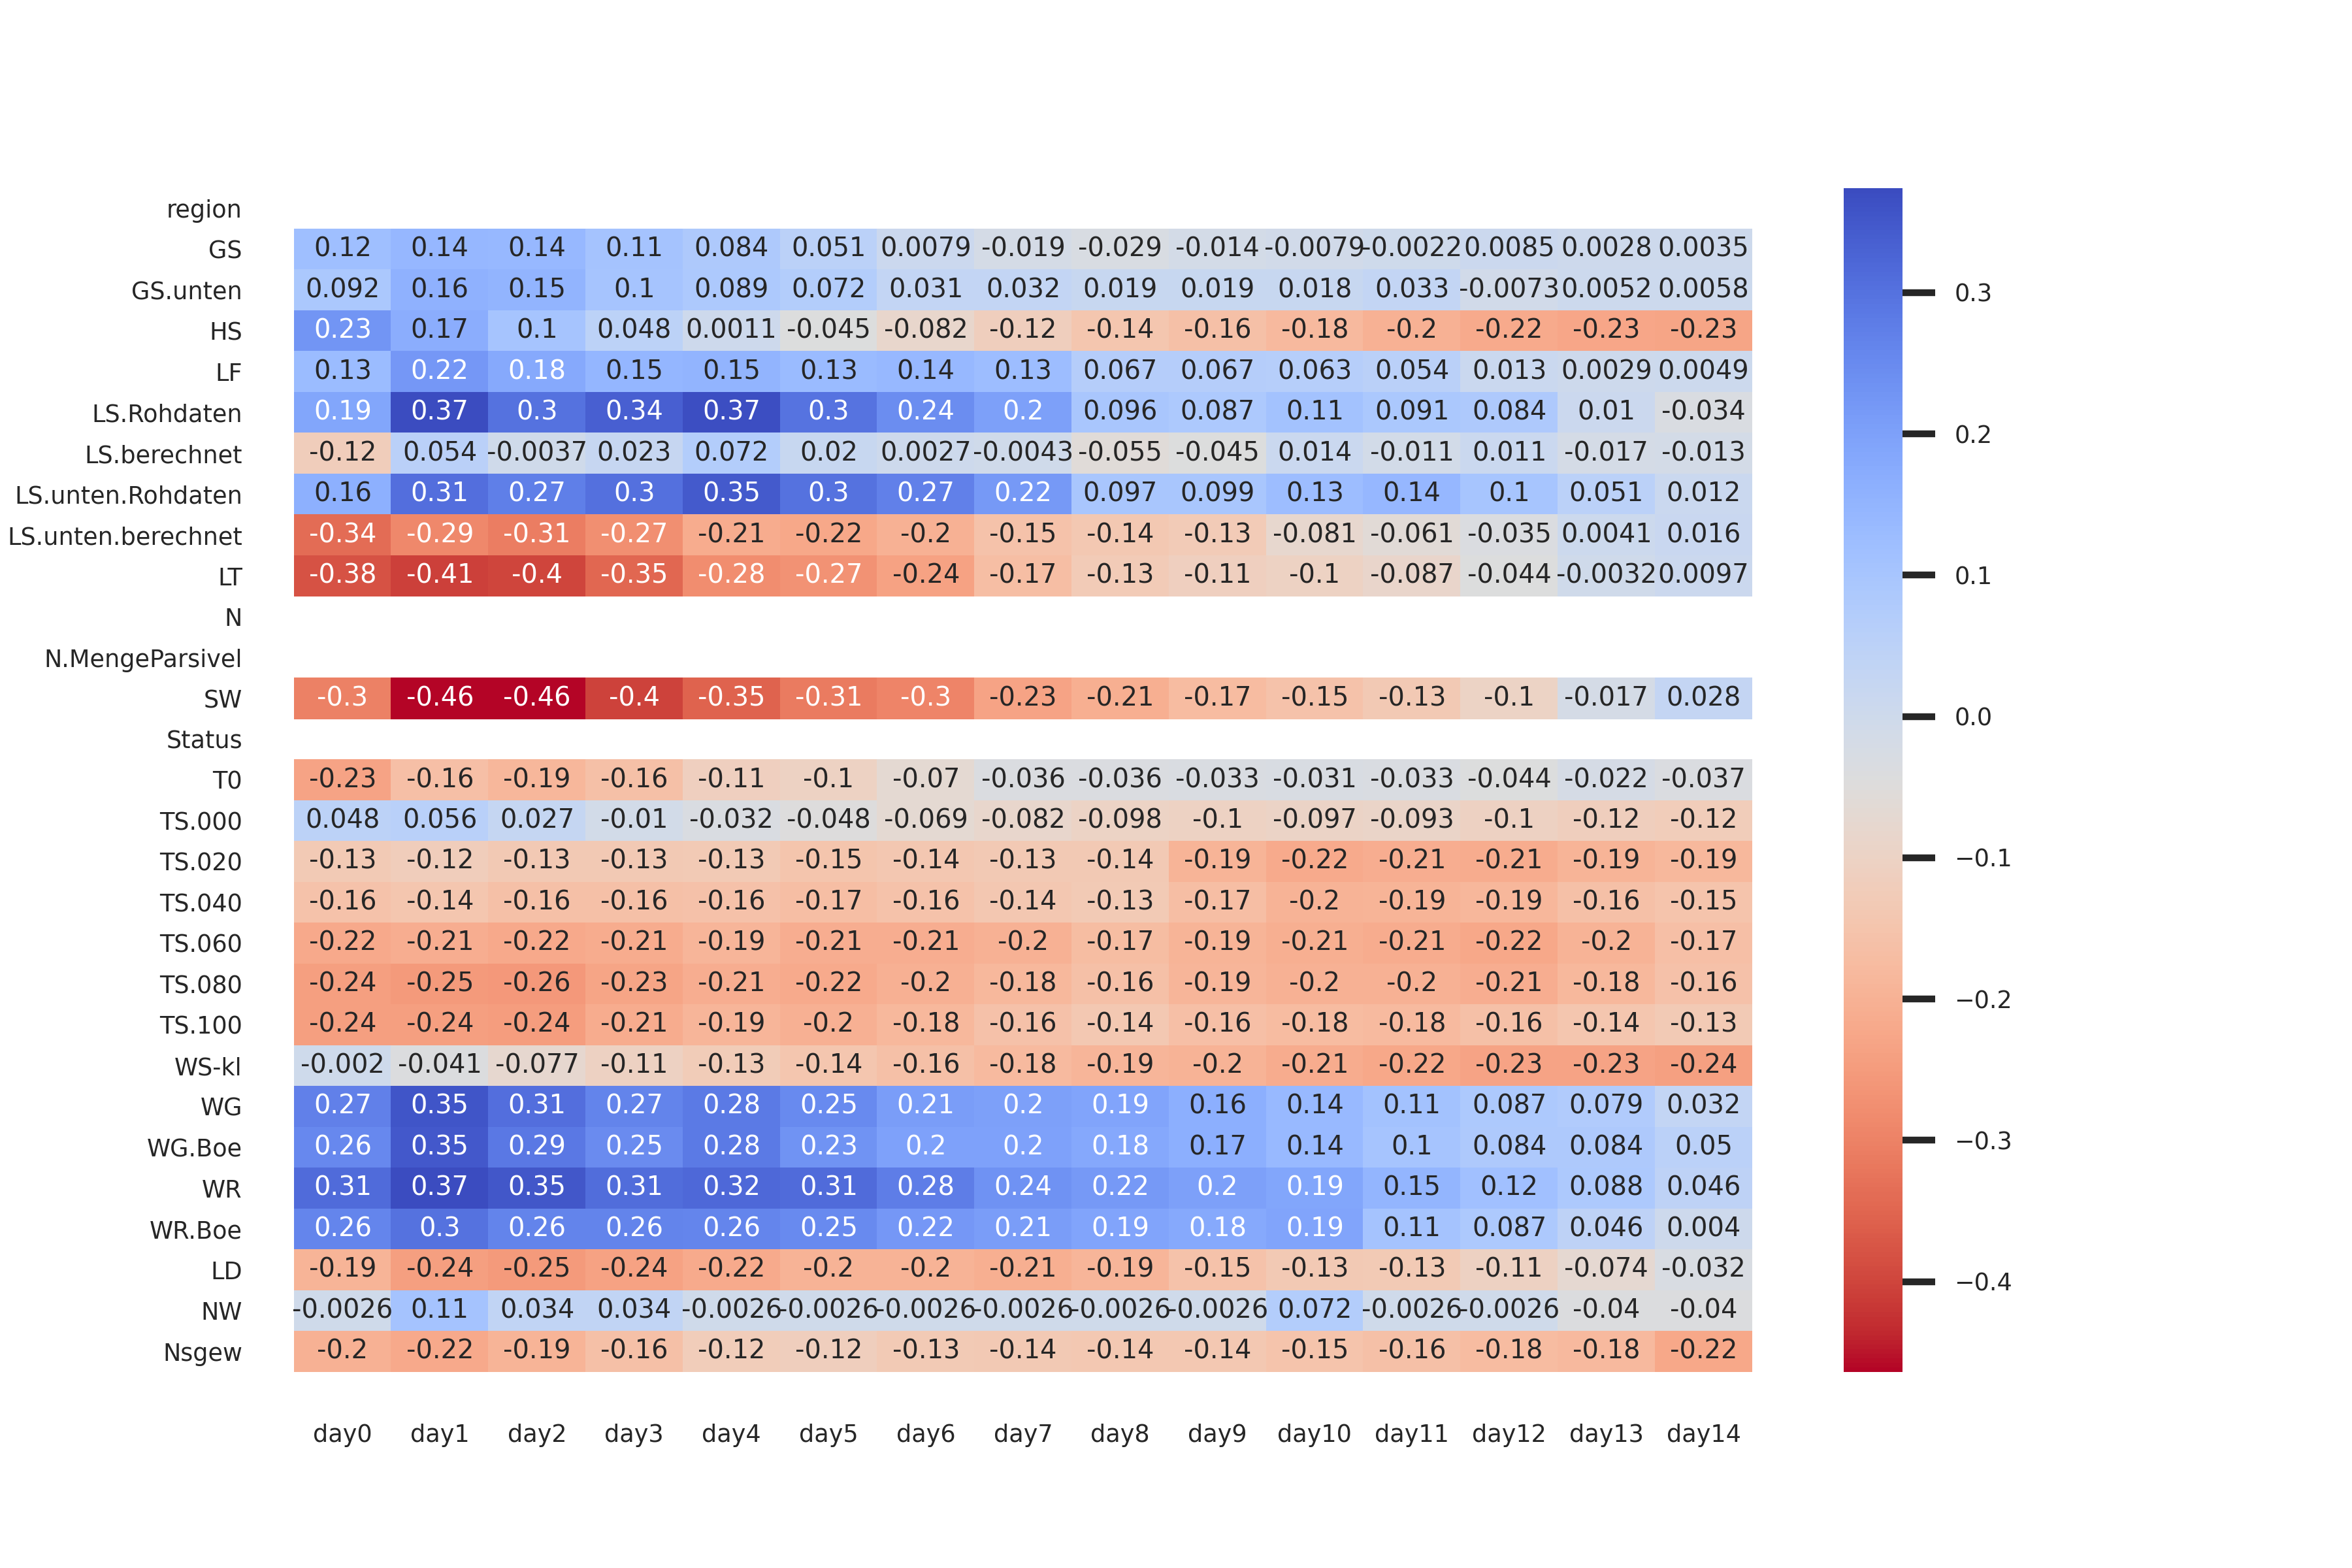 region
GS 0.12 0.14 0.14 0.11 0.084 0.051 0.0079 -0.019 -0.029 -0.014 -0.0079 -0.0022 0.0085 0.0028 0.0035
GS.unten 0.092 0.16 0.15 0.1 0.089 0.072 0.031 0.032 0.019 0.019 0.018 0.033 -0.0073 0.0052 0.0058
HS 0.23 0.17 0.1 0.048 0.0011 -0.045 -0.082 -0.12 -0.14 -0.16 -0.18 -0.2 -0.22 -0.23 -0.23
LF 0.13 0.22 0.18 0.15 0.15 0.13 0.14 0.13 0.067 0.067 0.063 0.054 0.013 0.0029 0.0049
LS.Rohdaten 0.19 0.37 0.3 0.34 0.37 0.3 0.24 0.2 0.096 0.087 0.11 0.091 0.084 0.01 -0.034
LS.berechnet -0.12 0.054 -0.0037 0.023 0.072 0.02 0.0027 -0.0043 -0.055 -0.045 0.014 -0.011 0.011 -0.017 -0.013
LS.unten.Rohdaten 0.16 0.31 0.27 0.3 0.35 0.3 0.27 0.22 0.097 0.099 0.13 0.14 0.1 0.051 0.012
LS.unten.berechnet -0.34 -0.29 -0.31 -0.27 -0.21 -0.22 -0.2 -0.15 -0.14 -0.13 -0.081 -0.061 -0.035 0.0041 0.016
LT -0.38 -0.41 -0.4 -0.35 -0.28 -0.27 -0.24 -0.17 -0.13 -0.11 -0.1 -0.087 -0.044 -0.0032 0.0097
N
N.MengeParsivel
SW -0.3 -0.46 -0.46 -0.4 -0.35 -0.31 -0.3 -0.23 -0.21 -0.17 -0.15 -0.13 -0.1 -0.017 0.028
Status
T0 -0.23 -0.16 -0.19 -0.16 -0.11 -0.1 -0.07 -0.036 -0.036 -0.033 -0.031 -0.033 -0.044 -0.022 -0.037
TS.000 0.048 0.056 0.027 -0.01 -0.032 -0.048 -0.069 -0.082 -0.098 -0.1 -0.097 -0.093 -0.1 -0.12 -0.12
TS.020 -0.13 -0.12 -0.13 -0.13 -0.13 -0.15 -0.14 -0.13 -0.14 -0.19 -0.22 -0.21 -0.21 -0.19 -0.19
TS.040 -0.16 -0.14 -0.16 -0.16 -0.16 -0.17 -0.16 -0.14 -0.13 -0.17 -0.2 -0.19 -0.19 -0.16 -0.15
TS.060 -0.22 -0.21 -0.22 -0.21 -0.19 -0.21 -0.21 -0.2 -0.17 -0.19 -0.21 -0.21 -0.22 -0.2 -0.17
TS.080 -0.24 -0.25 -0.26 -0.23 -0.21 -0.22 -0.2 -0.18 -0.16 -0.19 -0.2 -0.2 -0.21 -0.18 -0.16
TS.100 -0.24 -0.24 -0.24 -0.21 -0.19 -0.2 -0.18 -0.16 -0.14 -0.16 -0.18 -0.18 -0.16 -0.14 -0.13
WS-kl -0.002 -0.041 -0.077 -0.11 -0.13 -0.14 -0.16 -0.18 -0.19 -0.2 -0.21 -0.22 -0.23 -0.23 -0.24
WG 0.27 0.35 0.31 0.27 0.28 0.25 0.21 0.2 0.19 0.16 0.14 0.11 0.087 0.079 0.032
WG.Boe 0.26 0.35 0.29 0.25 0.28 0.23 0.2 0.2 0.18 0.17 0.14 0.1 0.084 0.084 0.05
WR 0.31 0.37 0.35 0.31 0.32 0.31 0.28 0.24 0.22 0.2 0.19 0.15 0.12 0.088 0.046
WR.Boe 0.26 0.3 0.26 0.26 0.26 0.25 0.22 0.21 0.19 0.18 0.19 0.11 0.087 0.046 0.004
LD -0.19 -0.24 -0.25 -0.24 -0.22 -0.2 -0.2 -0.21 -0.19 -0.15 -0.13 -0.13 -0.11 -0.074 -0.032
NW -0.0026 0.11 0.034 0.034 -0.0026 -0.0026 -0.0026 -0.0026 -0.0026 -0.0026 0.072 -0.0026 -0.0026 -0.04 -0.04
Nsgew -0.2 -0.22 -0.19 -0.16 -0.12 -0.12 -0.13 -0.14 -0.14 -0.14 -0.15 -0.16 -0.18 -0.18 -0.22
day0 day1 day2 day3 day4 day5 day6 day7 day8 day9 day10 day11 day12 day13 day14
0.3
0.2
0.1
0.0
−0.1
−0.2
−0.3
−0.4